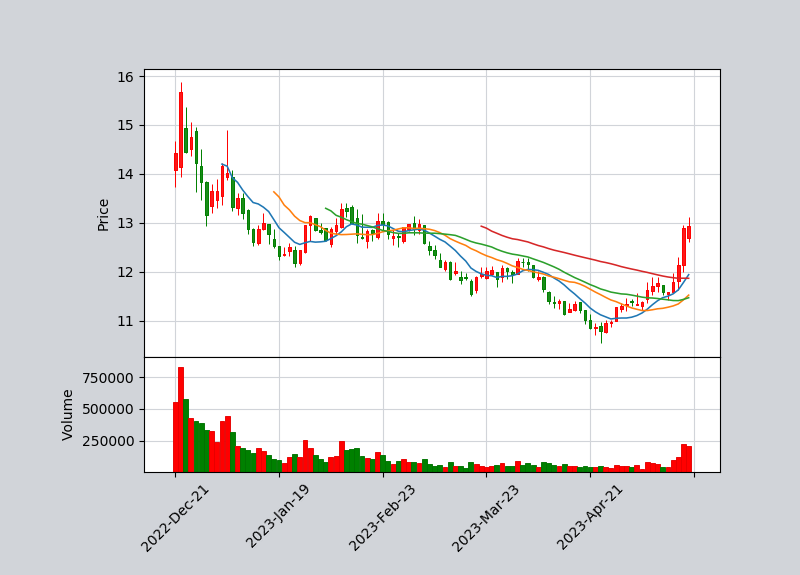 16
15
14
13
12
11
Price
750000
500000
250000
Volume
2022-Dec-21
2023-Jan-19
2023-Feb-23
2023-Mar-23
2023-Apr-21